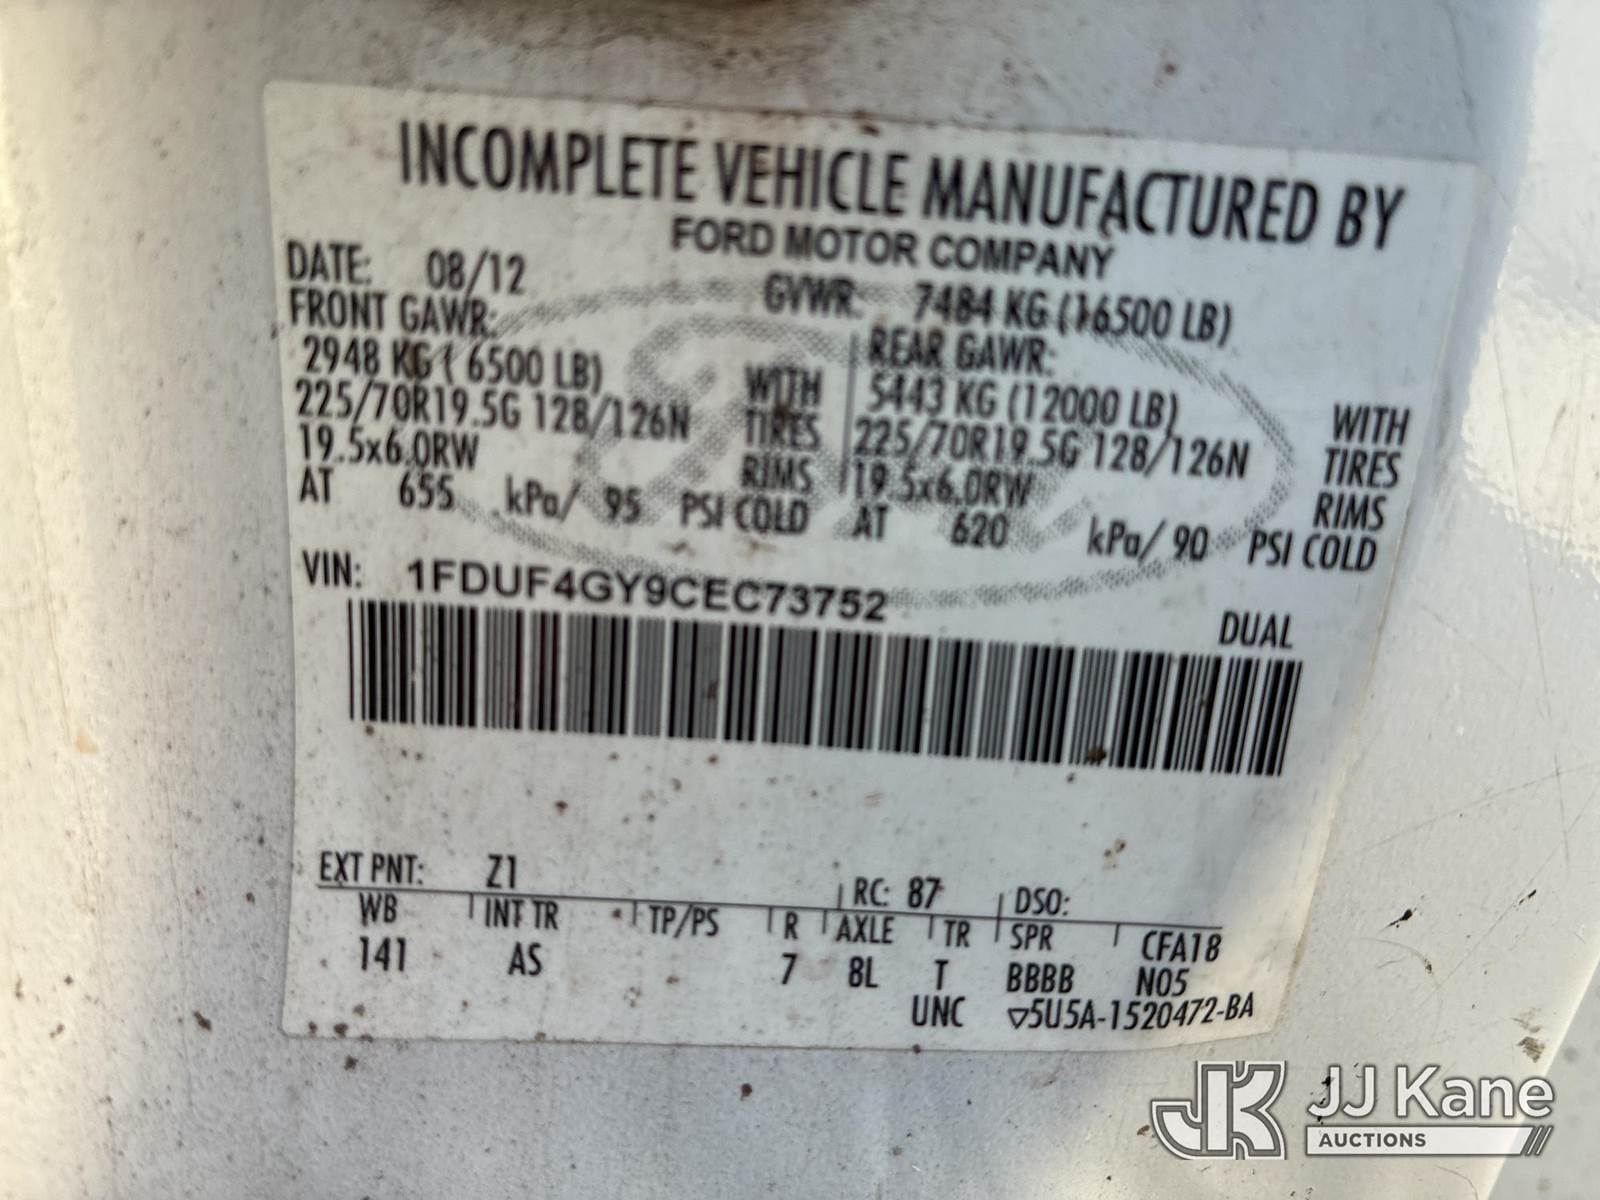 INCOMPLETE VEHICLE MANUFACTURED BY
FORD MOTOR COMPANY
DATE: 08/12 GVWR: 7484 KG (16500 LB)
FRONT GAWR: REAR GAWR:
2948 KG ( 6500 LB) WITH 5443 KG (12000 LB) WITH
225/70R19.5G 128/126N TIRES 225/70R19.5G 128/126N TIRES
19.5x6.0RW RIMS 19.5x6.0RW RIMS
AT 655 kPa/ 95 PSI COLD AT 620 kPa/ 90 PSI COLD
VIN: 1FDUF4GY9CEC73752
DUAL
EXT PNT: Z1 RC: 87 DSO:
WB INT TR TP/PS R AXLE TR SPR CFA18
141 AS 7 8L T BBBB N05
UNC ▽5U5A-1520472-BA
JK JJ Kane
AUCTIONS